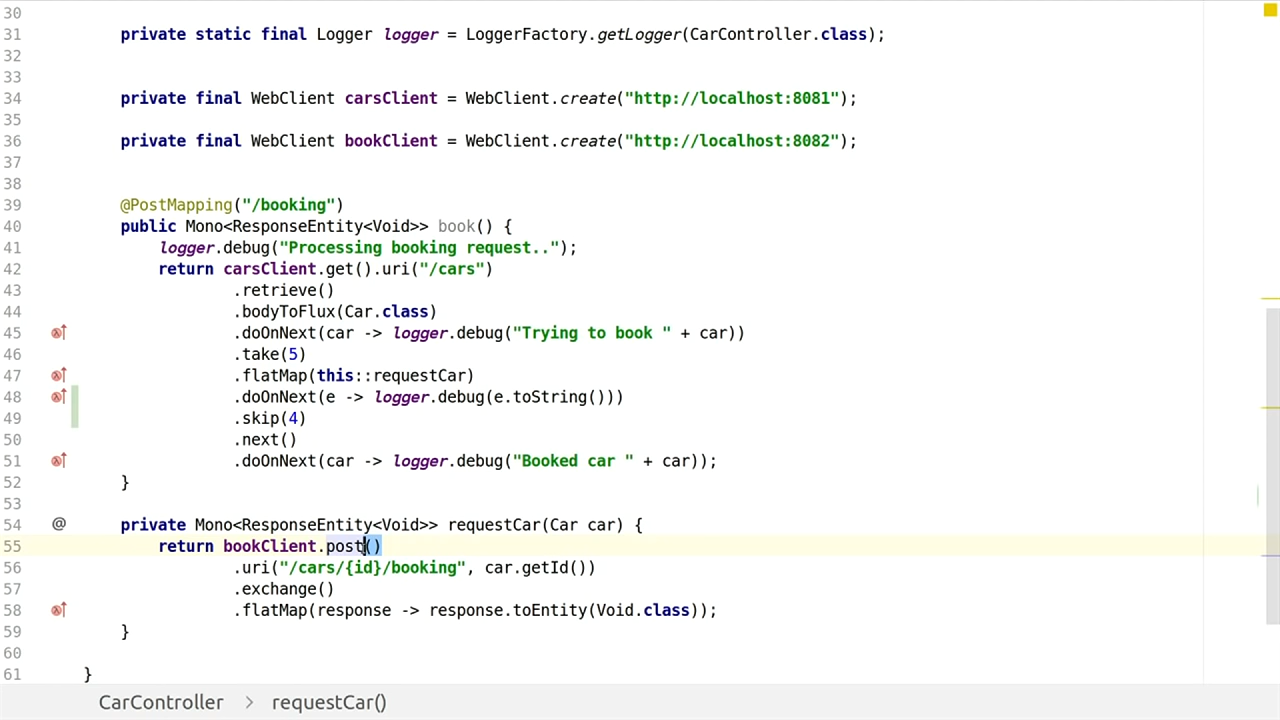 30
31 private static final Logger logger = LoggerFactory.getLogger(CarController.class);
32
33
34 private final WebClient carsClient = WebClient.create("http://localhost:8081");
35
36 private final WebClient bookClient = WebClient.create("http://localhost:8082");
37
38
39 @PostMapping("/booking")
40 public Mono<ResponseEntity<Void>> book() {
41 logger.debug("Processing booking request..");
42 return carsClient.get().uri("/cars")
43 .retrieve()
44 .bodyToFlux(Car.class)
45 .doOnNext(car -> logger.debug("Trying to book " + car))
46 .take(5)
47 .flatMap(this::requestCar)
48 .doOnNext(e -> logger.debug(e.toString()))
49 .skip(4)
50 .next()
51 .doOnNext(car -> logger.debug("Booked car " + car));
52 }
53
54 @ private Mono<ResponseEntity<Void>> requestCar(Car car) {
55 return bookClient.post()
56 .uri("/cars/{id}/booking", car.getId())
57 .exchange()
58 .flatMap(response -> response.toEntity(Void.class));
59 }
60
61 }
CarController > requestCar()